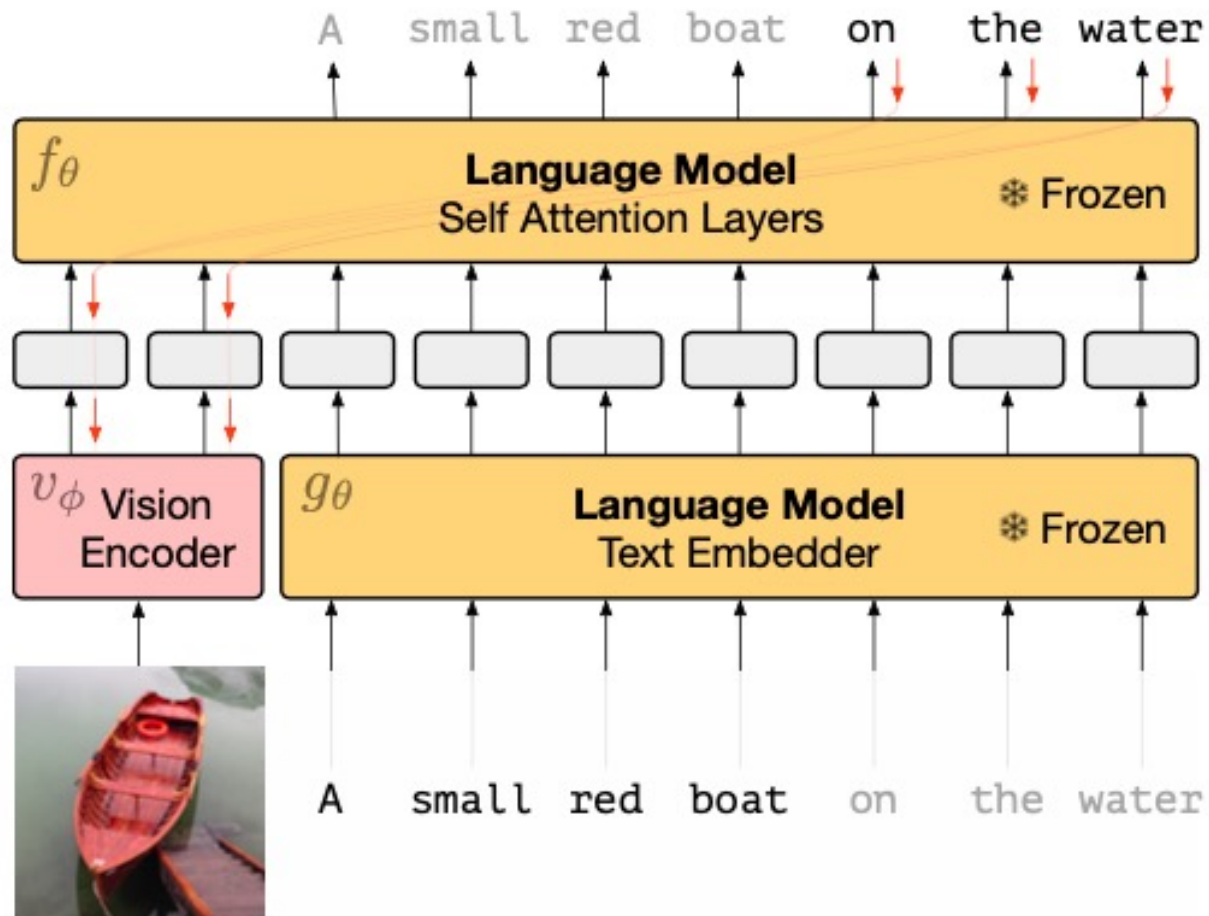 A small red boat on the water
fθ
Language Model
Self Attention Layers
❄ Frozen
vϕ Vision
Encoder
gθ
Language Model
Text Embedder
❄ Frozen
A small red boat on the water